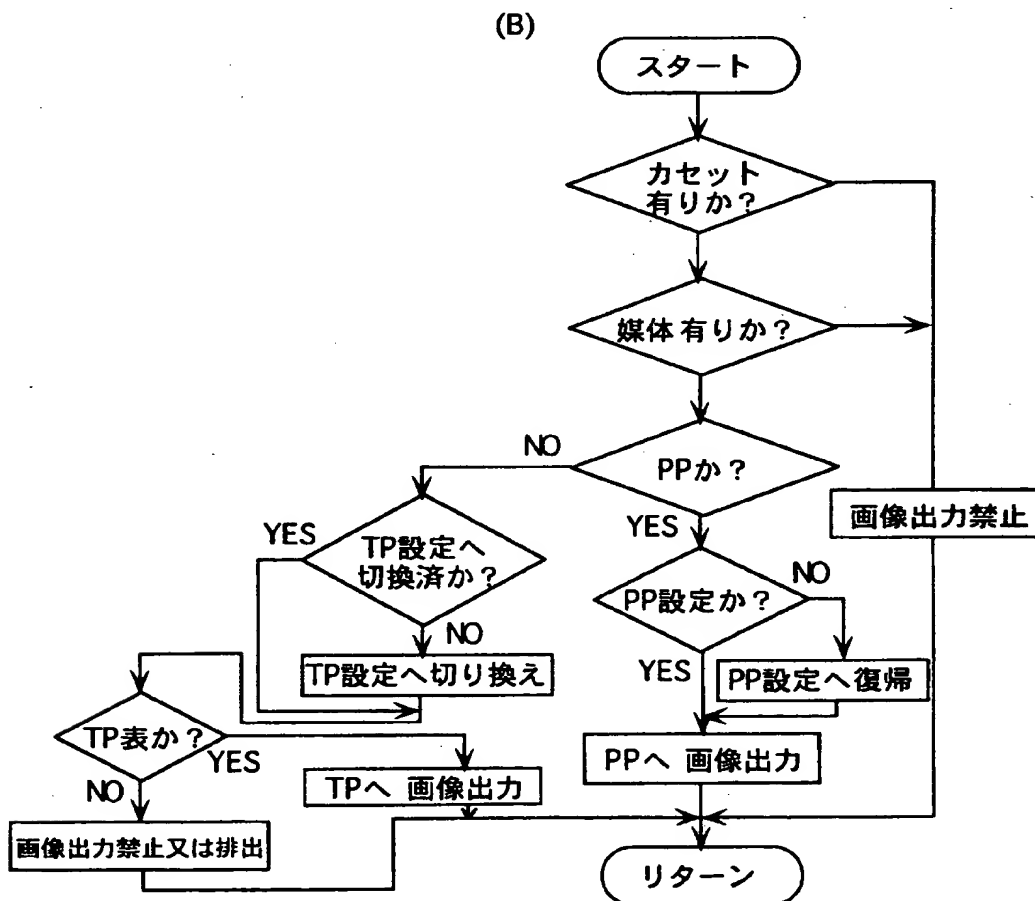 (B)
スタート
カセット
有りか?
媒体有りか?
NO
PPか?
YES
画像出力禁止
YES
TP設定へ
切換済か?
NO
PP設定か?
NO
TP設定へ切り換え
YES
PP設定へ復帰
TP表か?
YES
PPへ 画像出力
NO
TPへ 画像出力
画像出力禁止又は排出
リターン